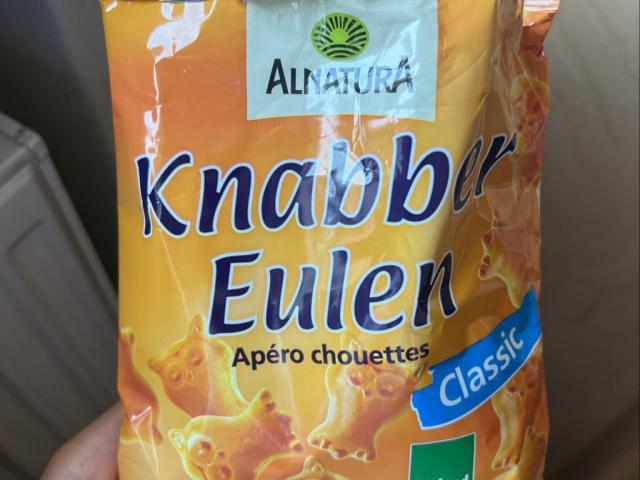 ALNATURA
Knabber
Eulen
Apéro chouettes
Classic